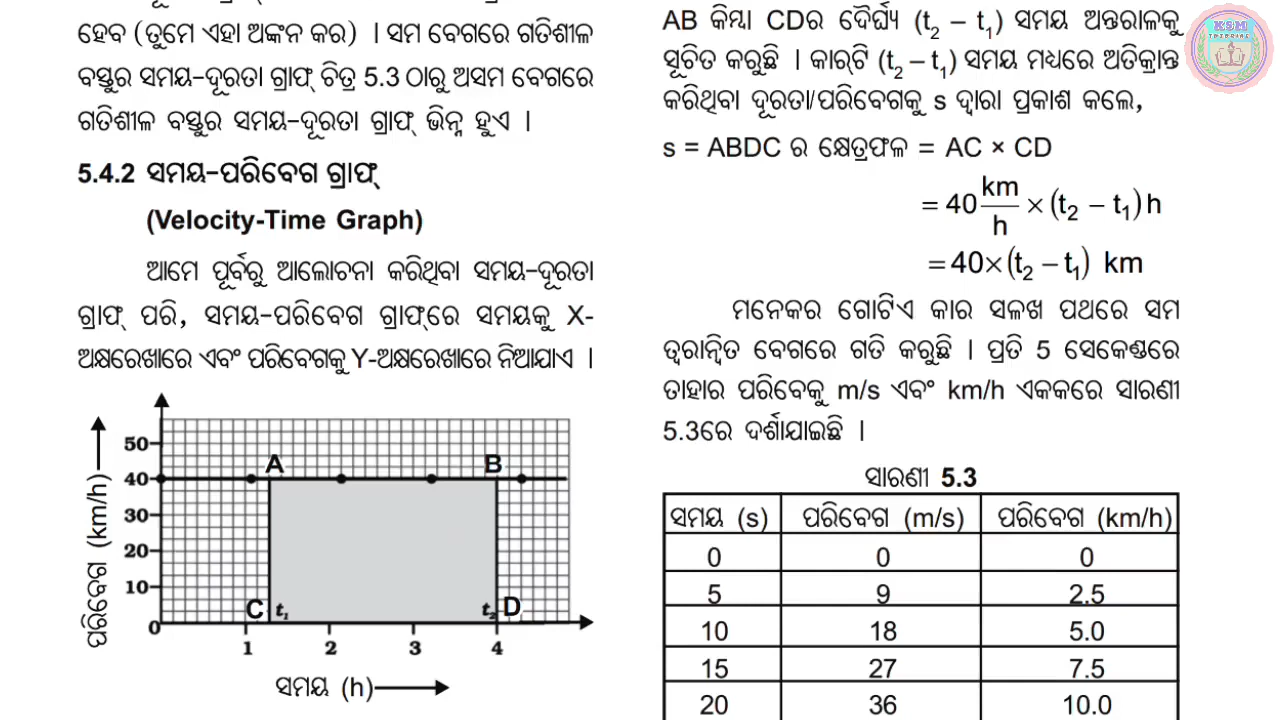 ହେବ (ତୁମେ ଏହା ଅଙ୍କନ କର) । ସମ ବେଗରେ ଗତିଶୀଳ
ବସ୍ତୁର ସମୟ-ଦୂରତା ଗ୍ରାଫ୍ ଚିତ୍ର 5.3 ଠାରୁ ଅସମ ବେଗରେ
ଗତିଶୀଳ ବସ୍ତୁର ସମୟ-ଦୂରତା ଗ୍ରାଫ୍ ଭିନ୍ନ ହୁଏ ।
5.4.2 ସମୟ-ପରିବେଗ ଗ୍ରାଫ୍
(Velocity-Time Graph)
ଆମେ ପୂର୍ବରୁ ଆଲୋଚନା କରିଥିବା ସମୟ-ଦୂରତା
ଗ୍ରାଫ୍ ପରି, ସମୟ-ପରିବେଗ ଗ୍ରାଫ୍‌ରେ ସମୟକୁ X-
ଅକ୍ଷରେଖାରେ ଏବଂ ପରିବେଗକୁ Y-ଅକ୍ଷରେଖାରେ ନିଆଯାଏ ।
ପରିବେଗ (km/h)
50
40
30
20
10
0
A B
C t₁ t₂ D
1 2 3 4
ସମୟ (h)
AB କିମ୍ବା CDର ଦୈର୍ଘ୍ୟ (t₂ – t₁) ସମୟ ଅନ୍ତରାଳକୁ
ସୂଚିତ କରୁଛି । କାର୍‌ଟି (t₂ – t₁) ସମୟ ମଧ୍ୟରେ ଅତିକ୍ରାନ୍ତ
କରିଥିବା ଦୂରତା/ପରିବେଗକୁ s ଦ୍ୱାରା ପ୍ରକାଶ କଲେ,
s = ABDC ର କ୍ଷେତ୍ରଫଳ = AC × CD
= 40 km/h × (t₂ – t₁) h
= 40×(t₂ – t₁) km
ମନେକର ଗୋଟିଏ କାର ସଳଖ ପଥରେ ସମ
ତ୍ୱରାନ୍ୱିତ ବେଗରେ ଗତି କରୁଛି । ପ୍ରତି 5 ସେକେଣ୍ଡରେ
ତାହାର ପରିବେକୁ m/s ଏବଂ km/h ଏକକରେ ସାରଣୀ
5.3ରେ ଦର୍ଶାଯାଇଛି ।
ସାରଣୀ 5.3
ସମୟ (s) ପରିବେଗ (m/s) ପରିବେଗ (km/h)
0 0 0
5 9 2.5
10 18 5.0
15 27 7.5
20 36 10.0
KSM
TUTORIAL